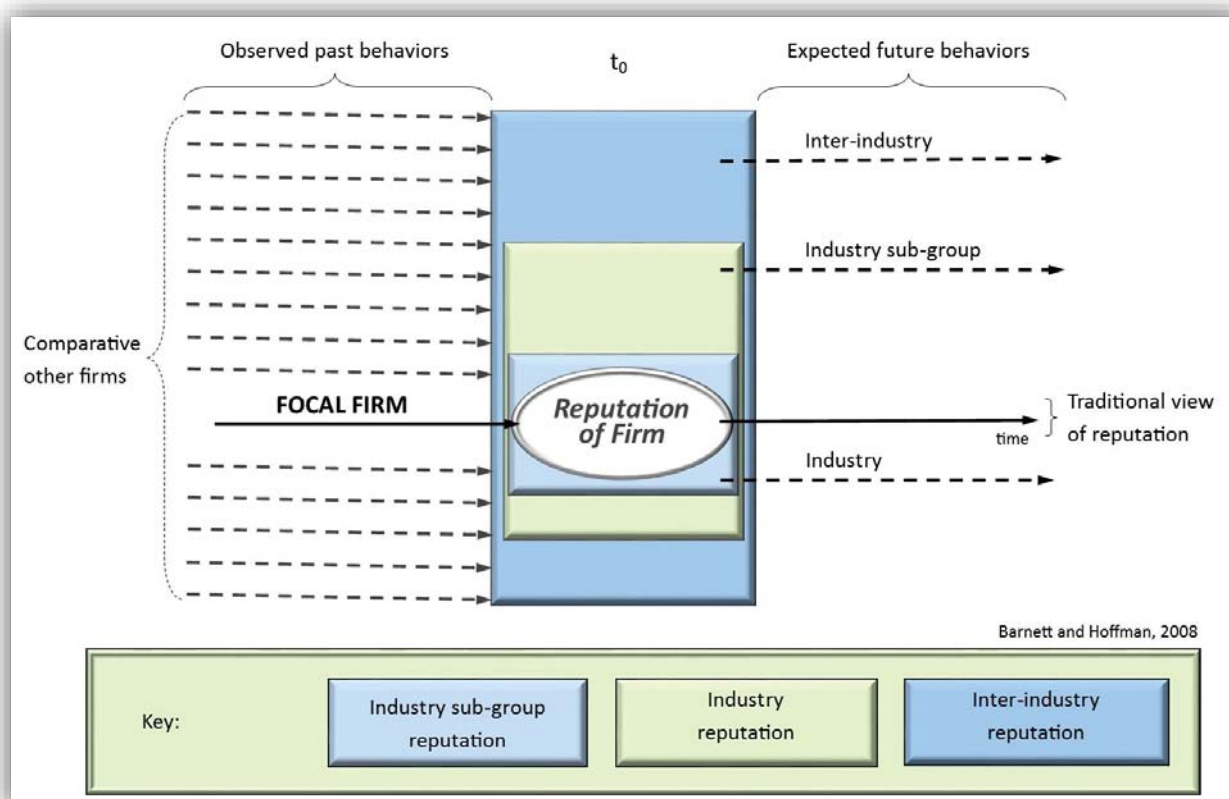 Observed past behaviors
t₀
Expected future behaviors
Inter-industry
Industry sub-group
Comparative
other firms
FOCAL FIRM
Reputation
of Firm
time
Traditional view
of reputation
Industry
Barnett and Hoffman, 2008
Key:
Industry sub-group
reputation
Industry
reputation
Inter-industry
reputation